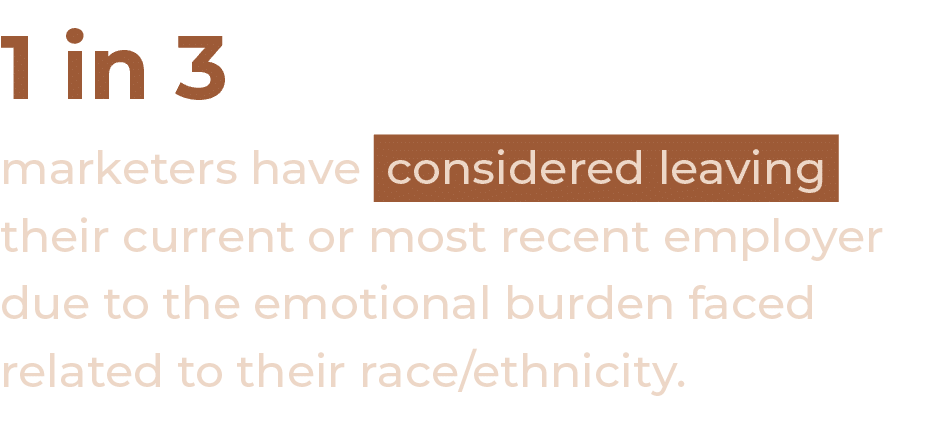 1 in 3
marketers have considered leaving
their current or most recent employer
due to the emotional burden faced
related to their race/ethnicity.